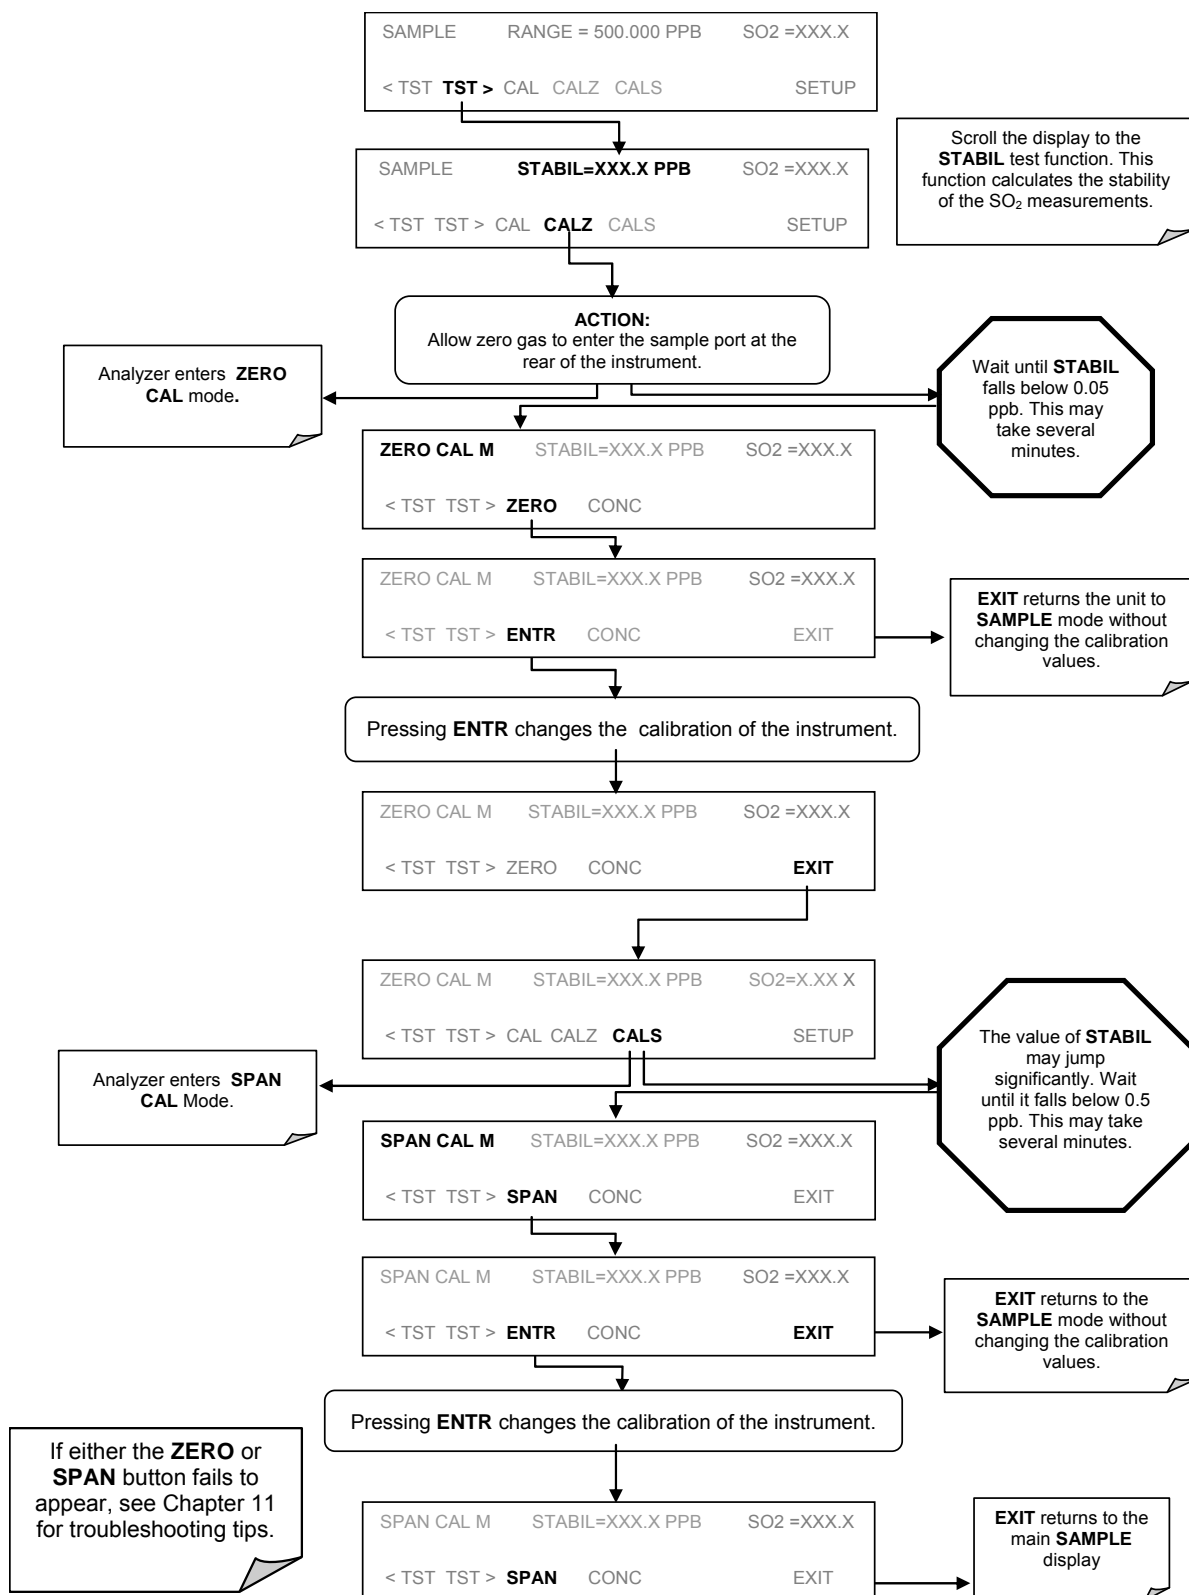 SAMPLE RANGE = 500.000 PPB SO2 =XXX.X
< TST TST > CAL CALZ CALS SETUP
Scroll the display to the
STABIL test function. This
function calculates the stability
of the SO₂ measurements.
SAMPLE STABIL=XXX.X PPB SO2 =XXX.X
< TST TST > CAL CALZ CALS SETUP
ACTION:
Allow zero gas to enter the sample port at the
rear of the instrument.
Analyzer enters ZERO
CAL mode.
Wait until STABIL
falls below 0.05
ppb. This may
take several
minutes.
ZERO CAL M STABIL=XXX.X PPB SO2 =XXX.X
< TST TST > ZERO CONC
ZERO CAL M STABIL=XXX.X PPB SO2 =XXX.X
< TST TST > ENTR CONC EXIT
EXIT returns the unit to
SAMPLE mode without
changing the calibration
values.
Pressing ENTR changes the calibration of the instrument.
ZERO CAL M STABIL=XXX.X PPB SO2 =XXX.X
< TST TST > ZERO CONC EXIT
ZERO CAL M STABIL=XXX.X PPB SO2=X.XX X
< TST TST > CAL CALZ CALS SETUP
Analyzer enters SPAN
CAL Mode.
The value of STABIL
may jump
significantly. Wait
until it falls below 0.5
ppb. This may take
several minutes.
SPAN CAL M STABIL=XXX.X PPB SO2 =XXX.X
< TST TST > SPAN CONC EXIT
SPAN CAL M STABIL=XXX.X PPB SO2 =XXX.X
< TST TST > ENTR CONC EXIT
EXIT returns to the
SAMPLE mode without
changing the calibration
values.
Pressing ENTR changes the calibration of the instrument.
If either the ZERO or
SPAN button fails to
appear, see Chapter 11
for troubleshooting tips.
SPAN CAL M STABIL=XXX.X PPB SO2 =XXX.X
< TST TST > SPAN CONC EXIT
EXIT returns to the
main SAMPLE
display